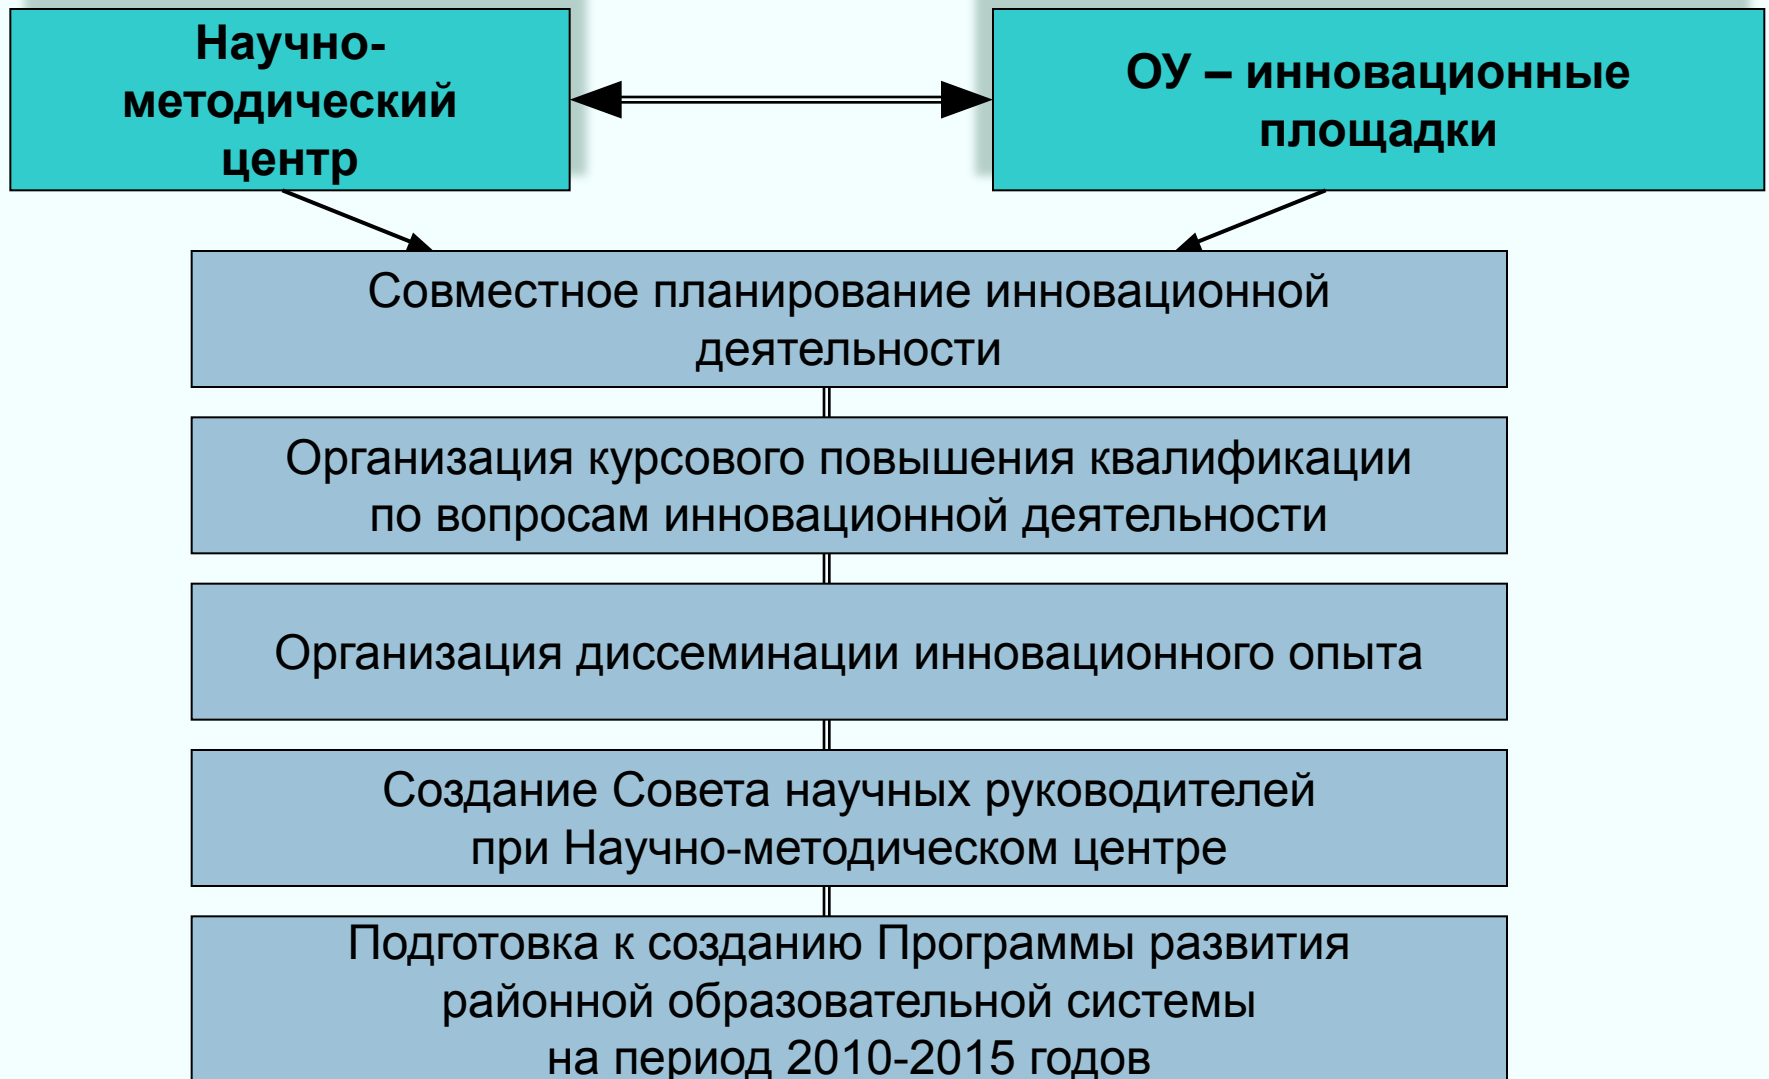 Научно-
методический
центр
ОУ – инновационные
площадки
Совместное планирование инновационной
деятельности
Организация курсового повышения квалификации
по вопросам инновационной деятельности
Организация диссеминации инновационного опыта
Создание Совета научных руководителей
при Научно-методическом центре
Подготовка к созданию Программы развития
районной образовательной системы
на период 2010-2015 годов